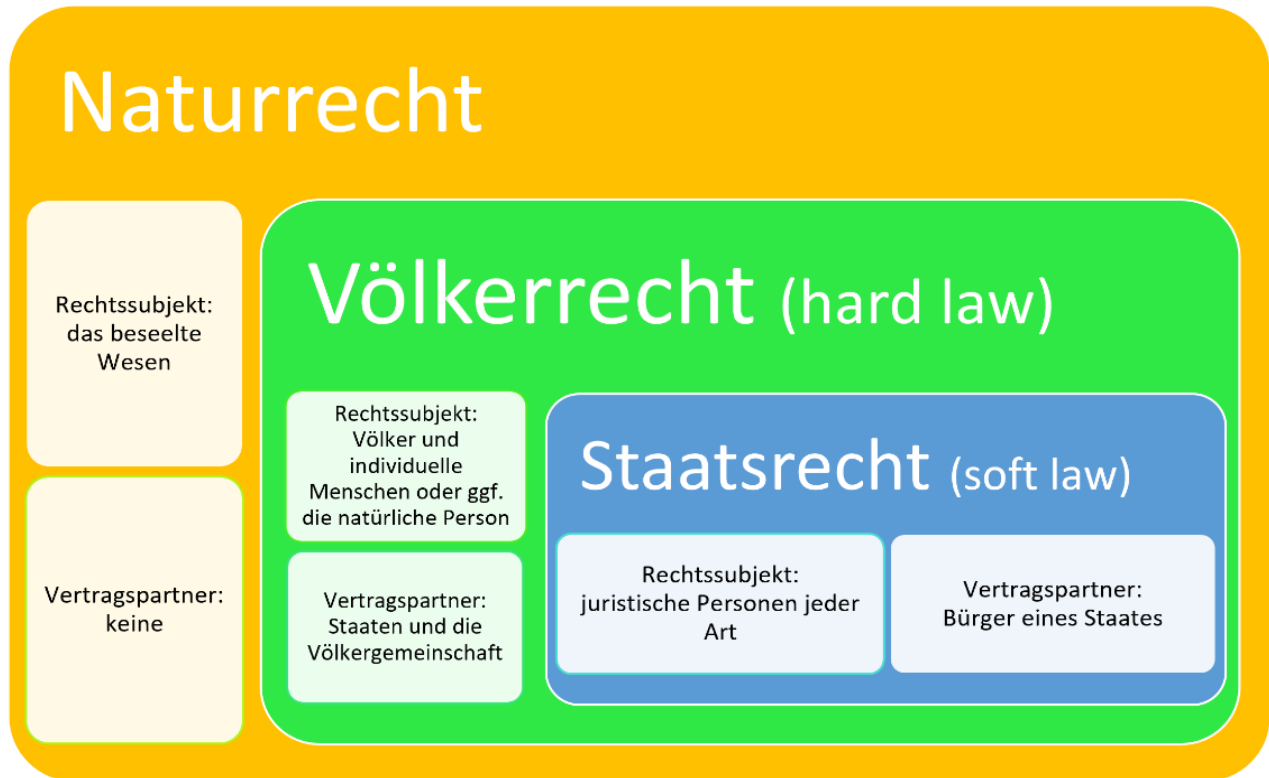 Naturrecht
Rechtssubjekt:
das beseelte
Wesen
Vertragspartner:
keine
Völkerrecht (hard law)
Rechtssubjekt:
Völker und
individuelle
Menschen oder ggf.
die natürliche Person
Vertragspartner:
Staaten und die
Völkergemeinschaft
Staatsrecht (soft law)
Rechtssubjekt:
juristische Personen jeder
Art
Vertragspartner:
Bürger eines Staates